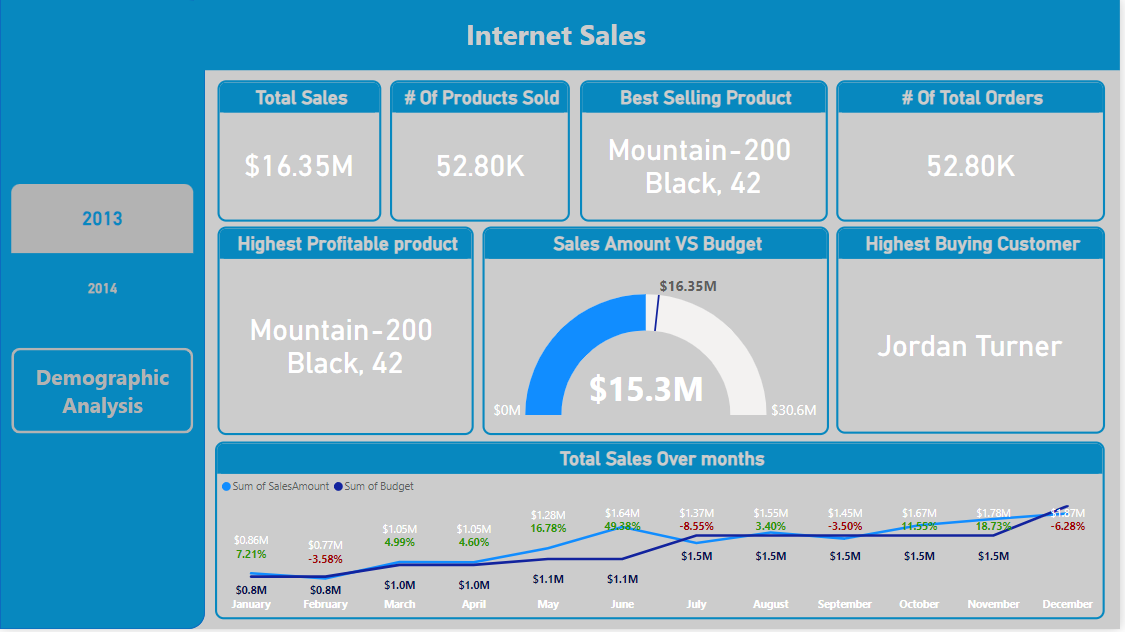 Internet Sales
2013
2014
Demographic
Analysis
Total Sales
$16.35M
# Of Products Sold
52.80K
Best Selling Product
Mountain-200
Black, 42
# Of Total Orders
52.80K
Highest Profitable product
Mountain-200
Black, 42
Sales Amount VS Budget
$16.35M
$15.3M
$0M
$30.6M
Highest Buying Customer
Jordan Turner
Total Sales Over months
Sum of SalesAmount Sum of Budget
$0.86M $0.77M $1.05M $1.05M $1.28M $1.64M $1.37M $1.55M $1.45M $1.67M $1.78M $1.87M
7.21% -3.58% 4.99% 4.60% 16.78% 49.38% -8.55% 3.40% -3.50% 11.55% 18.73% -6.28%
$0.8M $0.8M $1.0M $1.0M $1.1M $1.1M $1.5M $1.5M $1.5M $1.5M $1.5M
January February March April May June July August September October November December